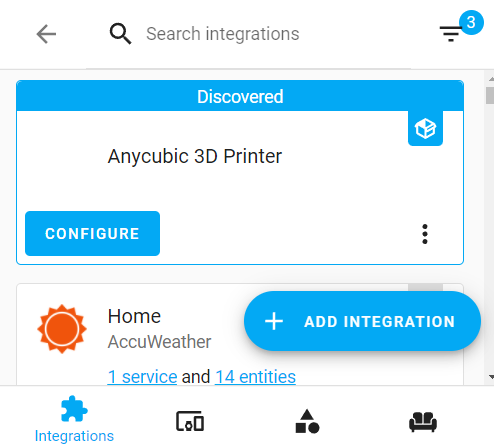 Search integrations
3
Discovered
Anycubic 3D Printer
CONFIGURE
Home
AccuWeather
ADD INTEGRATION
1 service and 14 entities
Integrations